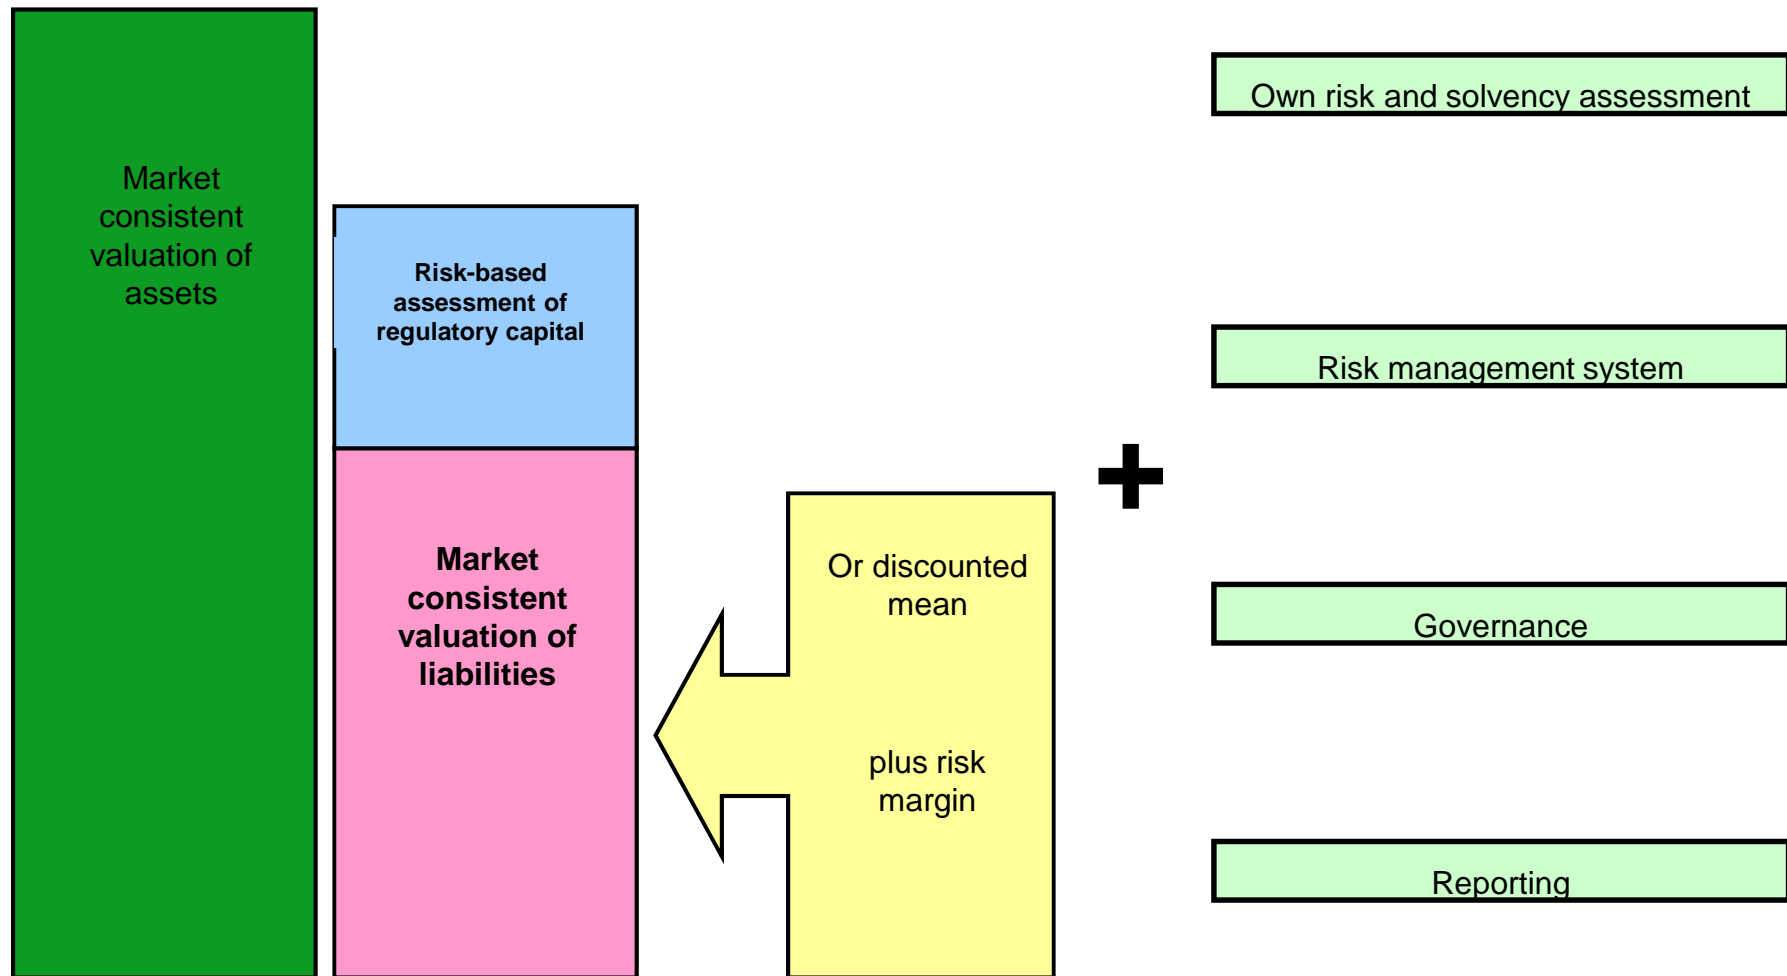 Market
consistent
valuation of
assets
Risk-based
assessment of
regulatory capital
Market
consistent
valuation of
liabilities
Or discounted
mean
plus risk
margin
Own risk and solvency assessment
Risk management system
Governance
Reporting